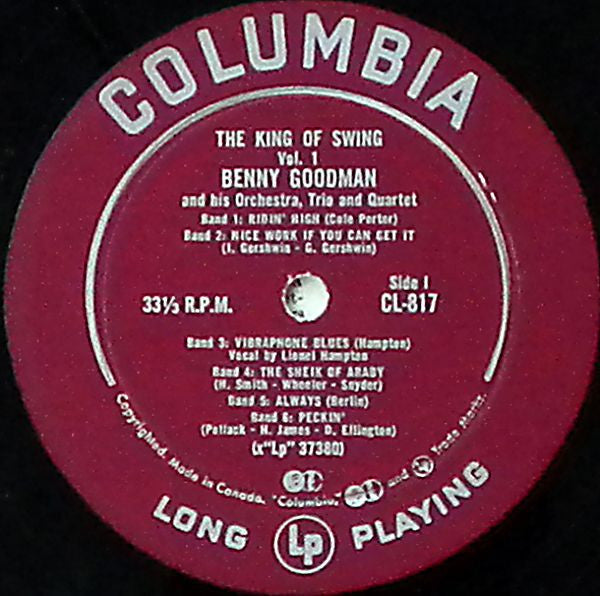 COLUMBIA
THE KING OF SWING
Vol. 1
BENNY GOODMAN
and his Orchestra, Trio and Quartet
Band 1: RIDIN' HIGH (Cole Porter)
Band 2: NICE WORK IF YOU CAN GET IT
(I. Gershwin - G. Gershwin)
33⅓ R.P.M.
Side 1
CL-817
Band 3: VIBRAPHONE BLUES (Hampton)
Vocal by Lionel Hampton
Band 4: THE SHEIK OF ARABY
(H. Smith - Wheeler - Snyder)
Band 5: ALWAYS (Berlin)
Band 6: PECKIN'
(Pollack - H. James - D. Ellington)
(x"Lp" 37380)
Copyrighted. Made in Canada. "Columbia," and Lp Trade Marks.
LONG Lp PLAYING